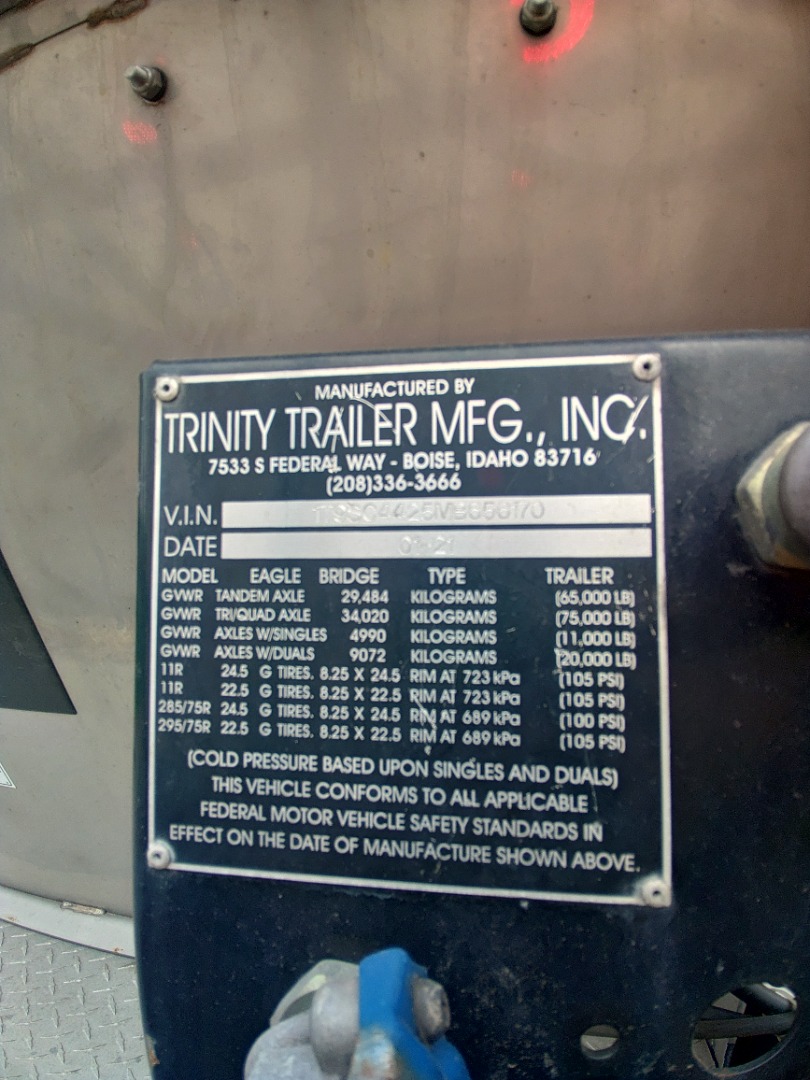 MANUFACTURED BY
TRINITY TRAILER MFG., INC.
7533 S FEDERAL WAY - BOISE, IDAHO 83716
(208)336-3666
V.I.N.
DATE 01-21
MODEL EAGLE BRIDGE TYPE TRAILER
GVWR TANDEM AXLE 29,484 KILOGRAMS (65,000 LB)
GVWR TRI/QUAD AXLE 34,020 KILOGRAMS (75,000 LB)
GVWR AXLES W/SINGLES 4990 KILOGRAMS (11,000 LB)
GVWR AXLES W/DUALS 9072 KILOGRAMS (20,000 LB)
11R 24.5 G TIRES. 8.25 X 24.5 RIM AT 723 kPa (105 PSI)
11R 22.5 G TIRES. 8.25 X 22.5 RIM AT 723 kPa (105 PSI)
285/75R 24.5 G TIRES. 8.25 X 24.5 RIM AT 689 kPa (100 PSI)
295/75R 22.5 G TIRES. 8.25 X 22.5 RIM AT 689 kPa (105 PSI)
(COLD PRESSURE BASED UPON SINGLES AND DUALS)
THIS VEHICLE CONFORMS TO ALL APPLICABLE
FEDERAL MOTOR VEHICLE SAFETY STANDARDS IN
EFFECT ON THE DATE OF MANUFACTURE SHOWN ABOVE.